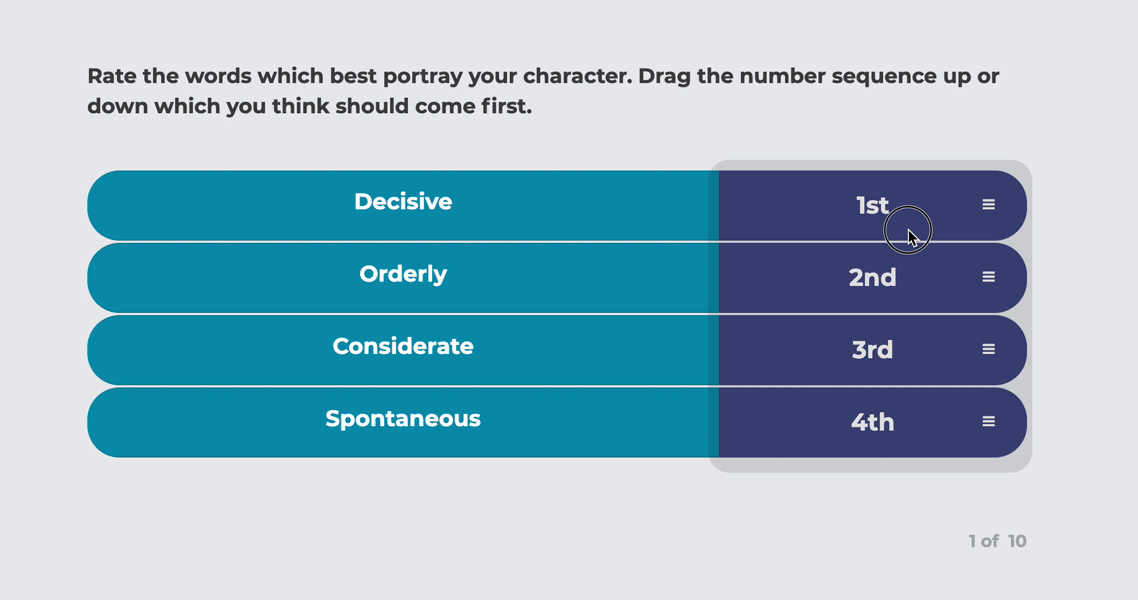 Rate the words which best portray your character. Drag the number sequence up or
down which you think should come first.
Decisive 1st
Orderly 2nd
Considerate 3rd
Spontaneous 4th
1 of 10